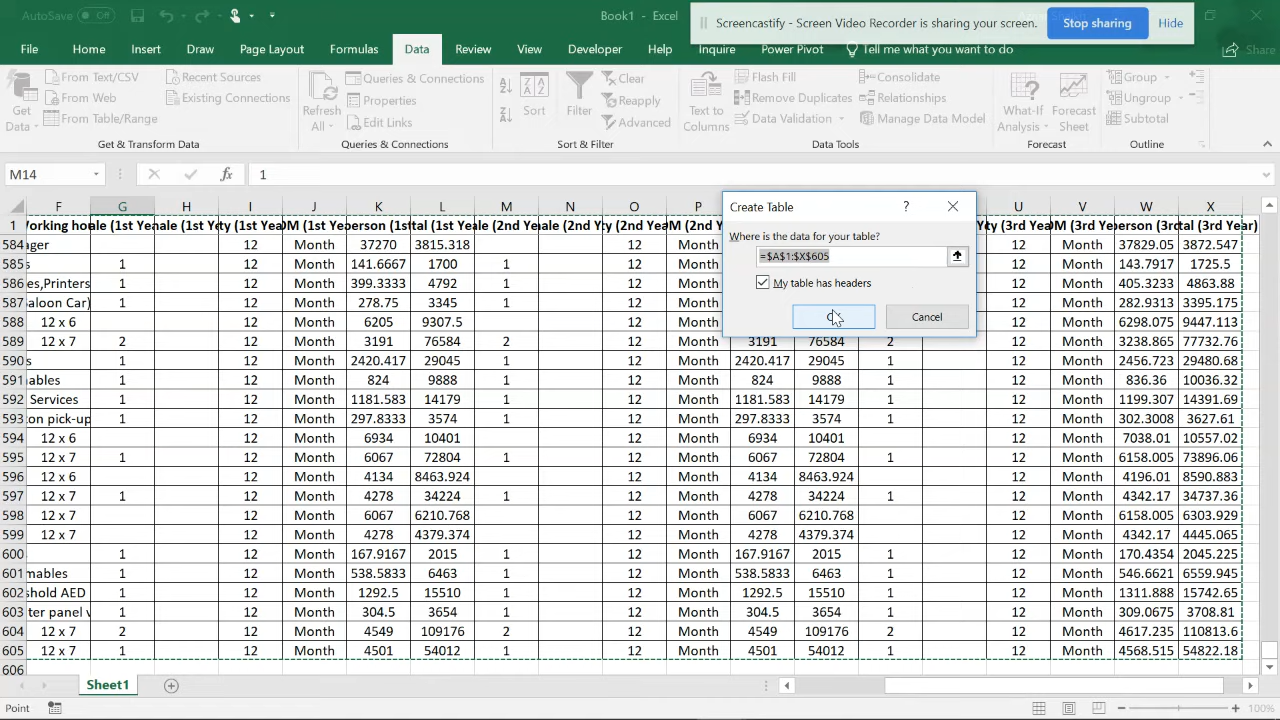 AutoSave Off
Book1 - Excel
Screencastify - Screen Video Recorder is sharing your screen. Stop sharing Hide
File Home Insert Draw Page Layout Formulas Data Review View Developer Help Inquire Power Pivot Tell me what you want to do Share
Get Data
From Text/CSV
From Web
From Table/Range
Recent Sources
Existing Connections
Get & Transform Data
Refresh All
Queries & Connections
Properties
Edit Links
Queries & Connections
Sort
Filter
Clear
Reapply
Advanced
Sort & Filter
Text to Columns
Flash Fill
Remove Duplicates
Data Validation
Consolidate
Relationships
Manage Data Model
Data Tools
What-If Analysis
Forecast Sheet
Forecast
Group
Ungroup
Subtotal
Outline
M14 fx 1
F G H I J K L M N O P U V W X
1 Working hou ale (1st Yea nale (1st Ye ty (1st Yea OM (1st Ye person (1st tal (1st Yea ale (2nd Ye nale (2nd Y ty (2nd Yea OM (2nd Ye ty (3rd Yea OM (3rd Ye person (3rd tal (3rd Year)
584 ager 12 Month 37270 3815.318 12 Month 12 Month 37829.05 3872.547
585 s 1 12 Month 141.6667 1700 1 12 Month 12 Month 143.7917 1725.5
586 es,Printers 1 12 Month 399.3333 4792 1 12 Month 12 Month 405.3233 4863.88
587 aloon Car) 1 12 Month 278.75 3345 1 12 Month 12 Month 282.9313 3395.175
588 12 x 6 12 Month 6205 9307.5 12 Month 12 Month 6298.075 9447.113
589 12 x 7 2 12 Month 3191 76584 2 12 Month 3191 76584 2 12 Month 3238.865 77732.76
590 s 1 12 Month 2420.417 29045 1 12 Month 2420.417 29045 1 12 Month 2456.723 29480.68
591 nables 1 12 Month 824 9888 1 12 Month 824 9888 1 12 Month 836.36 10036.32
592 Services 1 12 Month 1181.583 14179 1 12 Month 1181.583 14179 1 12 Month 1199.307 14391.69
593 ton pick-up 1 12 Month 297.8333 3574 1 12 Month 297.8333 3574 1 12 Month 302.3008 3627.61
594 12 x 6 12 Month 6934 10401 12 Month 6934 10401 12 Month 7038.01 10557.02
595 12 x 7 1 12 Month 6067 72804 1 12 Month 6067 72804 1 12 Month 6158.005 73896.06
596 12 x 6 12 Month 4134 8463.924 12 Month 4134 8463.924 12 Month 4196.01 8590.883
597 12 x 7 1 12 Month 4278 34224 1 12 Month 4278 34224 1 12 Month 4342.17 34737.36
598 12 x 7 12 Month 6067 6210.768 12 Month 6067 6210.768 12 Month 6158.005 6303.929
599 12 x 7 12 Month 4278 4379.374 12 Month 4278 4379.374 12 Month 4342.17 4445.065
600 1 12 Month 167.9167 2015 1 12 Month 167.9167 2015 1 12 Month 170.4354 2045.225
601 mables 1 12 Month 538.5833 6463 1 12 Month 538.5833 6463 1 12 Month 546.6621 6559.945
602 shold AED 1 12 Month 1292.5 15510 1 12 Month 1292.5 15510 1 12 Month 1311.888 15742.65
603 ter panel v 1 12 Month 304.5 3654 1 12 Month 304.5 3654 1 12 Month 309.0675 3708.81
604 12 x 7 2 12 Month 4549 109176 2 12 Month 4549 109176 2 12 Month 4617.235 110813.6
605 12 x 7 1 12 Month 4501 54012 1 12 Month 4501 54012 1 12 Month 4568.515 54822.18
606
Create Table ?
Where is the data for your table?
=$A$1:$X$605
My table has headers
Cancel
Sheet1
Point 100%